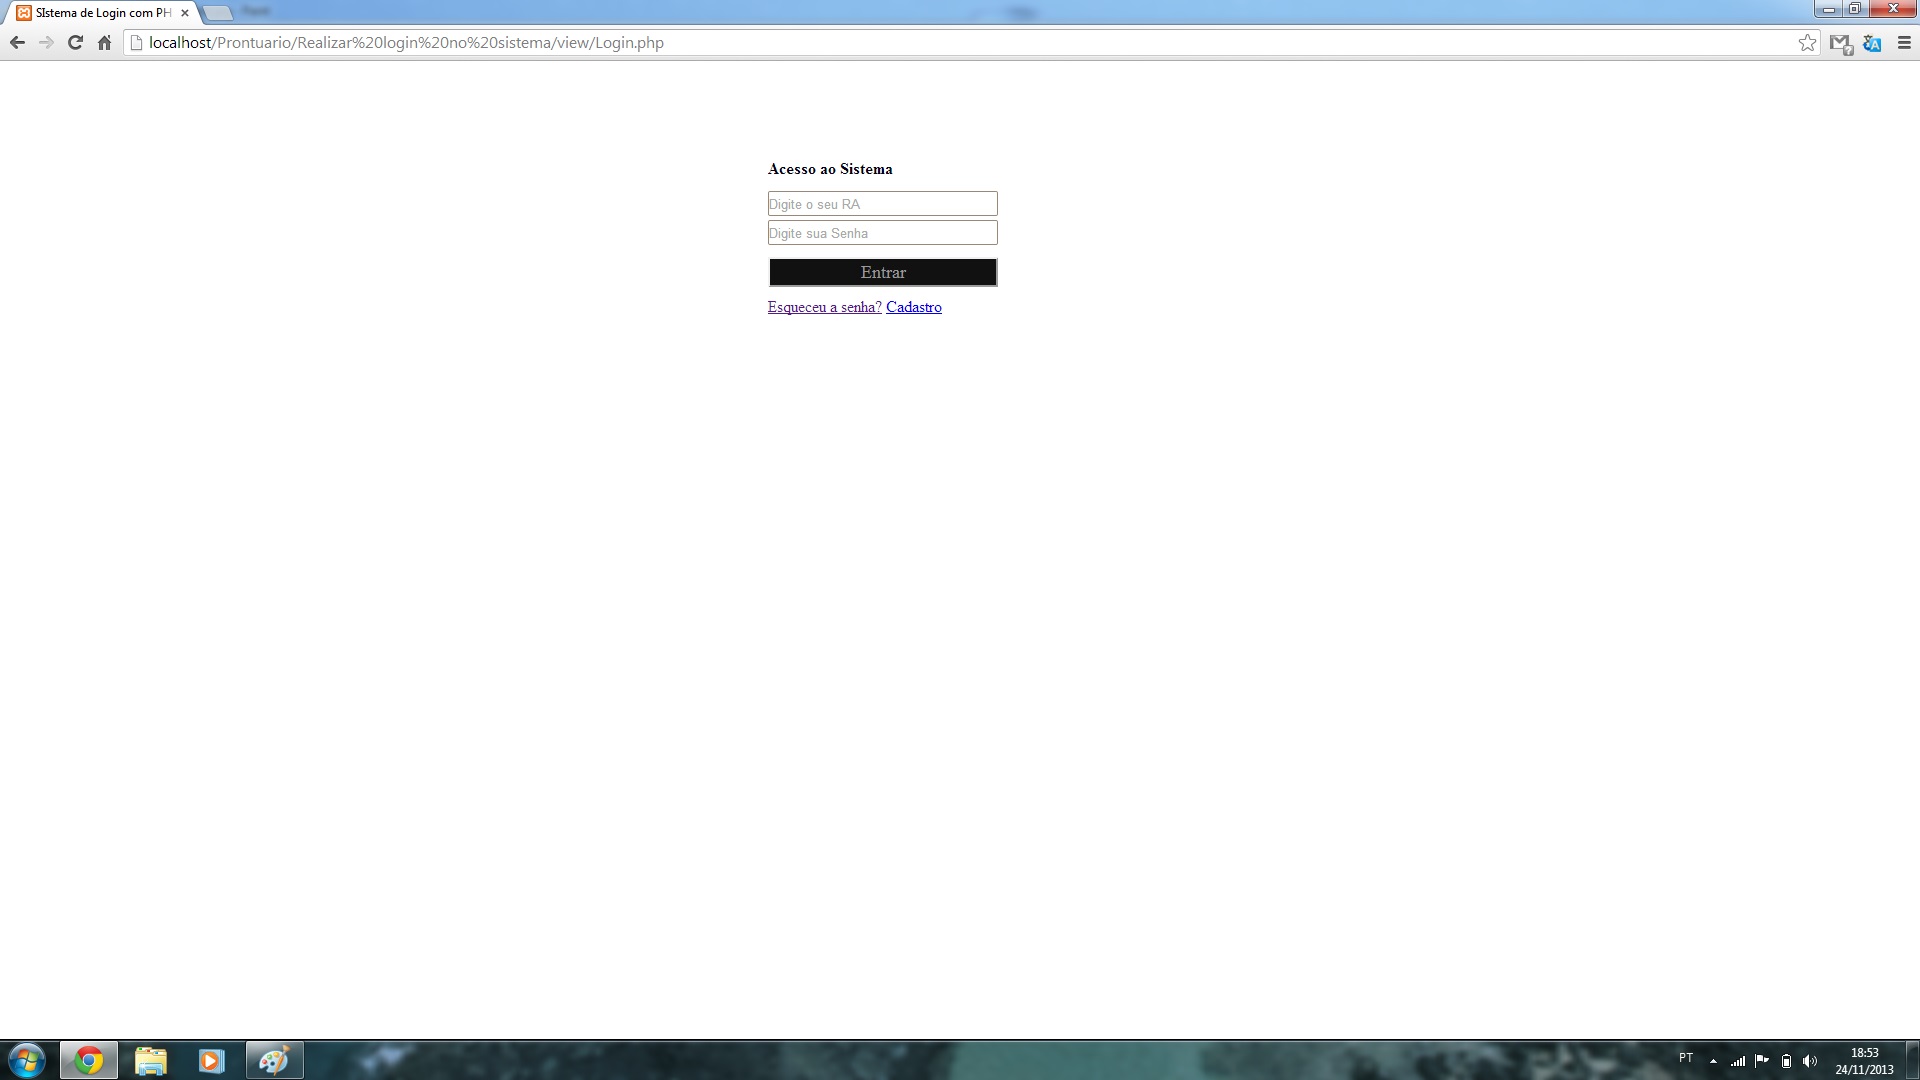 SIstema de Login com PH
localhost/Prontuario/Realizar%20login%20no%20sistema/view/Login.php
Acesso ao Sistema
Digite o seu RA
Digite sua Senha
Entrar
Esqueceu a senha? Cadastro
PT
18:53
24/11/2013